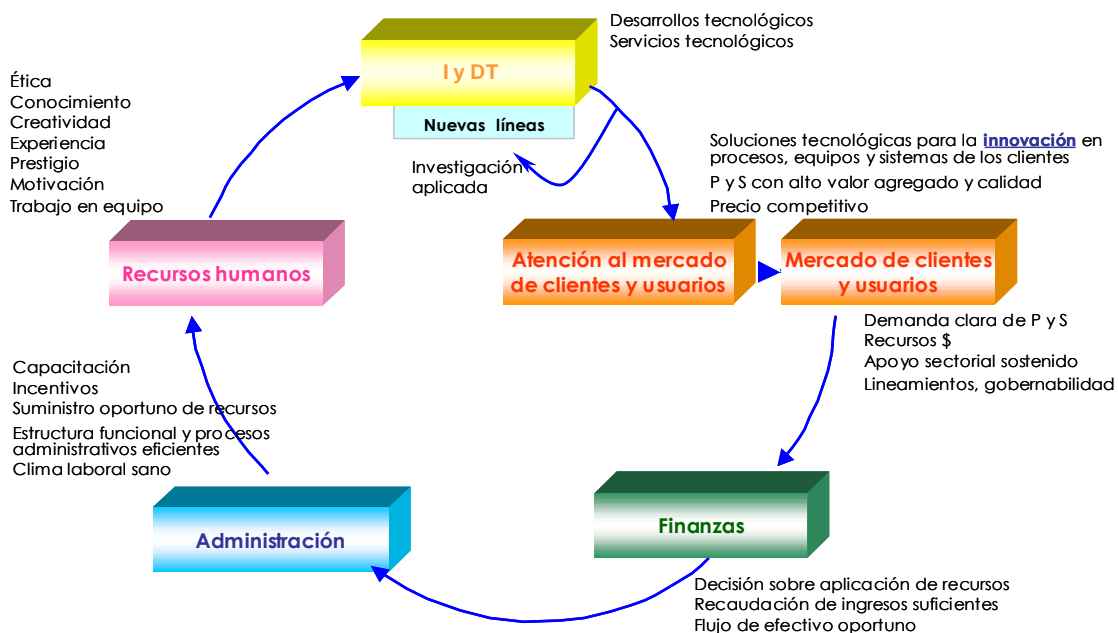 Desarrollos tecnológicos
Servicios tecnológicos
I y DT
Nuevas líneas
Investigación
aplicada
Ética
Conocimiento
Creatividad
Experiencia
Prestigio
Motivación
Trabajo en equipo
Soluciones tecnológicas para la innovación en
procesos, equipos y sistemas de los clientes
P y S con alto valor agregado y calidad
Precio competitivo
Recursos humanos
Atención al mercado
de clientes y usuarios
Mercado de clientes
y usuarios
Demanda clara de P y S
Recursos $
Apoyo sectorial sostenido
Lineamientos, gobernabilidad
Capacitación
Incentivos
Suministro oportuno de recursos
Estructura funcional y procesos
administrativos eficientes
Clima laboral sano
Administración
Finanzas
Decisión sobre aplicación de recursos
Recaudación de ingresos suficientes
Flujo de efectivo oportuno